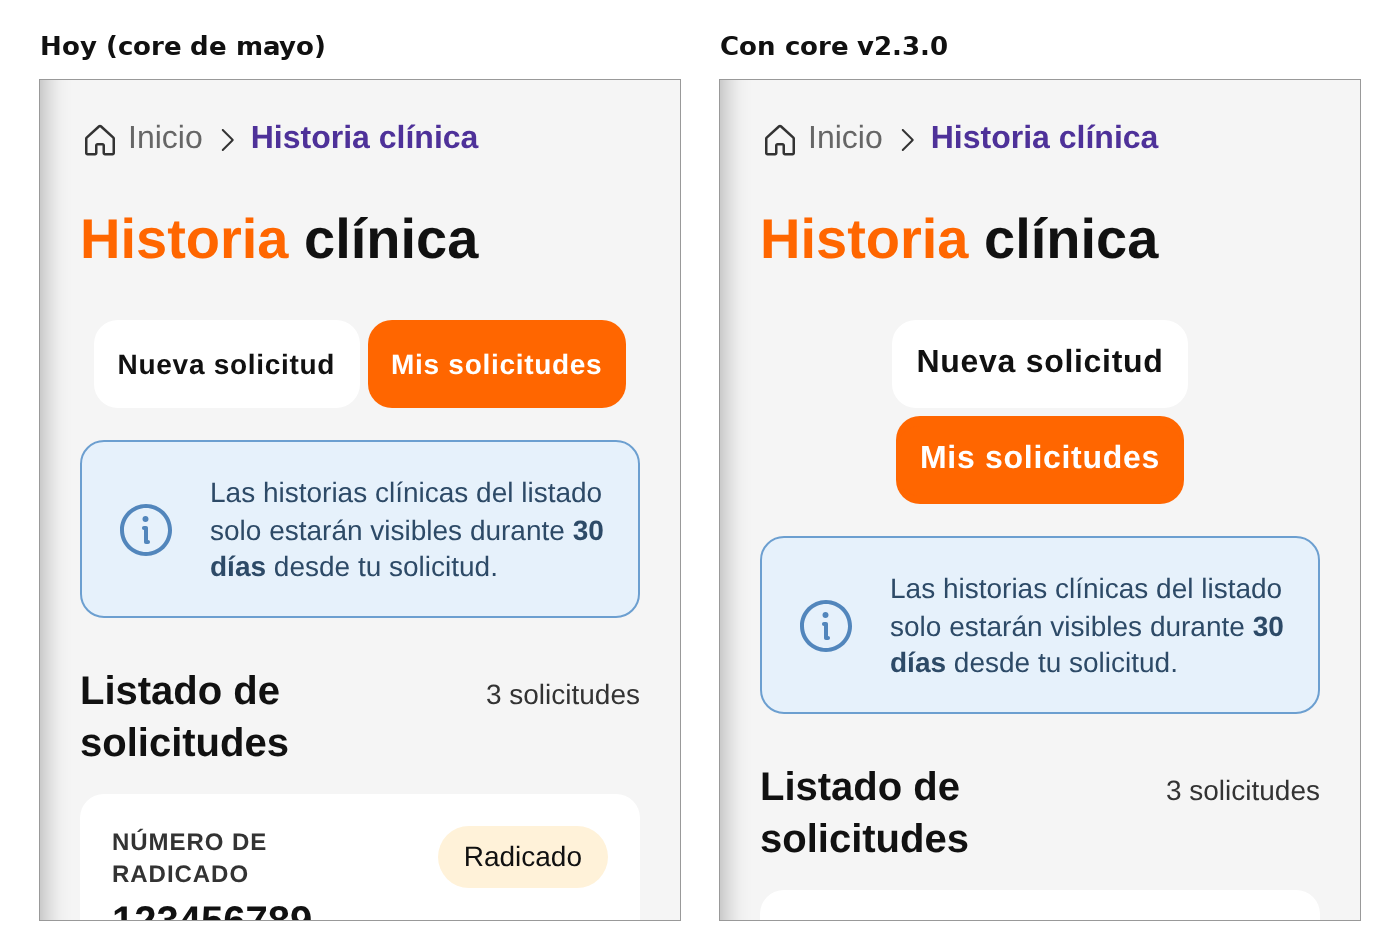 Hoy (core de mayo)
Inicio
Historia clínica
Historia clínica
Nueva solicitud
Mis solicitudes
Las historias clínicas del listado
solo estarán visibles durante 30
días desde tu solicitud.
Listado de
solicitudes
3 solicitudes
NÚMERO DE
RADICADO
Radicado
123456789
Con core v2.3.0
Inicio
Historia clínica
Historia clínica
Nueva solicitud
Mis solicitudes
Las historias clínicas del listado
solo estarán visibles durante 30
días desde tu solicitud.
Listado de
solicitudes
3 solicitudes